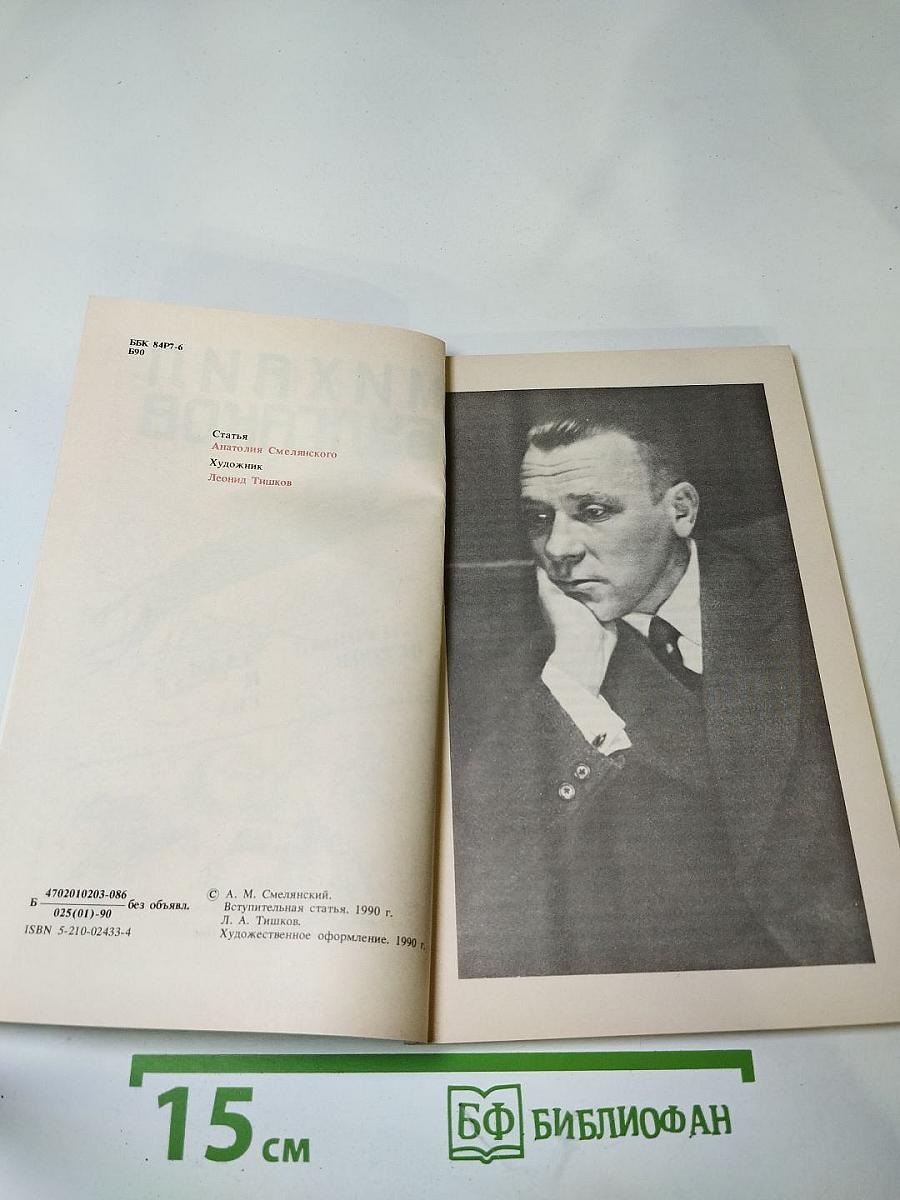 ББК 84Р7-6
Б90
Статья
Анатолия Смелянского
Художник
Леонид Тишков
4702010203-086
Б без объявл.
025(01)-90
ISBN 5-210-02433-4
© А. М. Смелянский.
Вступительная статья. 1990 г.
Л. А. Тишков.
Художественное оформление. 1990 г.
15 см
БФ БИБЛИОФАН